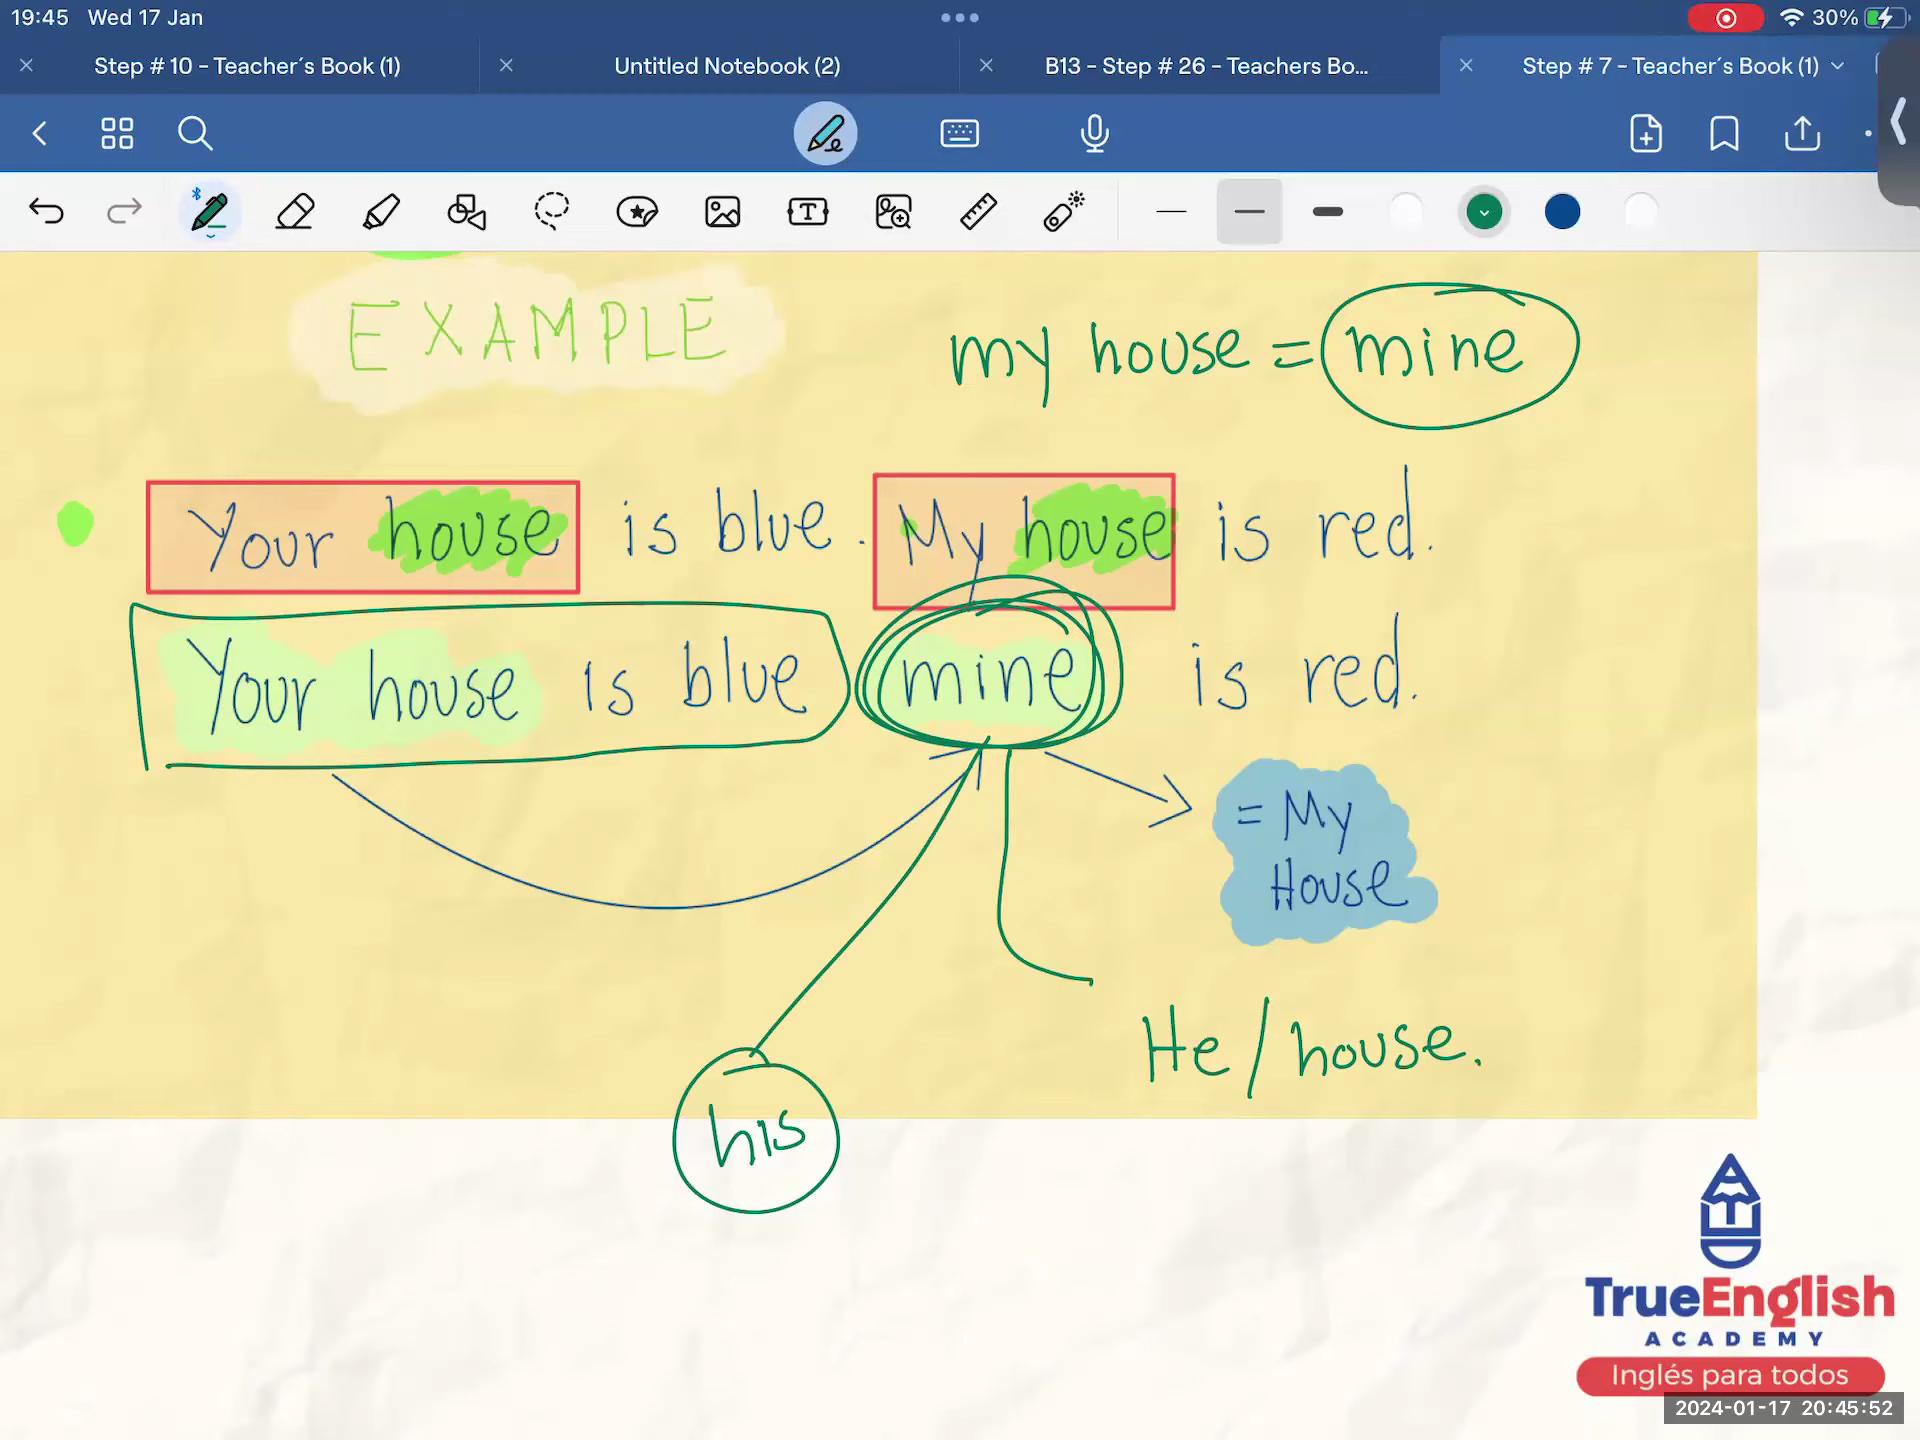 19:45 Wed 17 Jan 30%
Step # 10 - Teacher´s Book (1) Untitled Notebook (2) B13 - Step # 26 - Teachers Bo... Step # 7 - Teacher´s Book (1)
EXAMPLE
my house = mine
Your house is blue. My house is red.
Your house is blue mine is red.
= My
House
He / house.
his
TrueEnglish
ACADEMY
Inglés para todos
2024-01-17 20:45:52